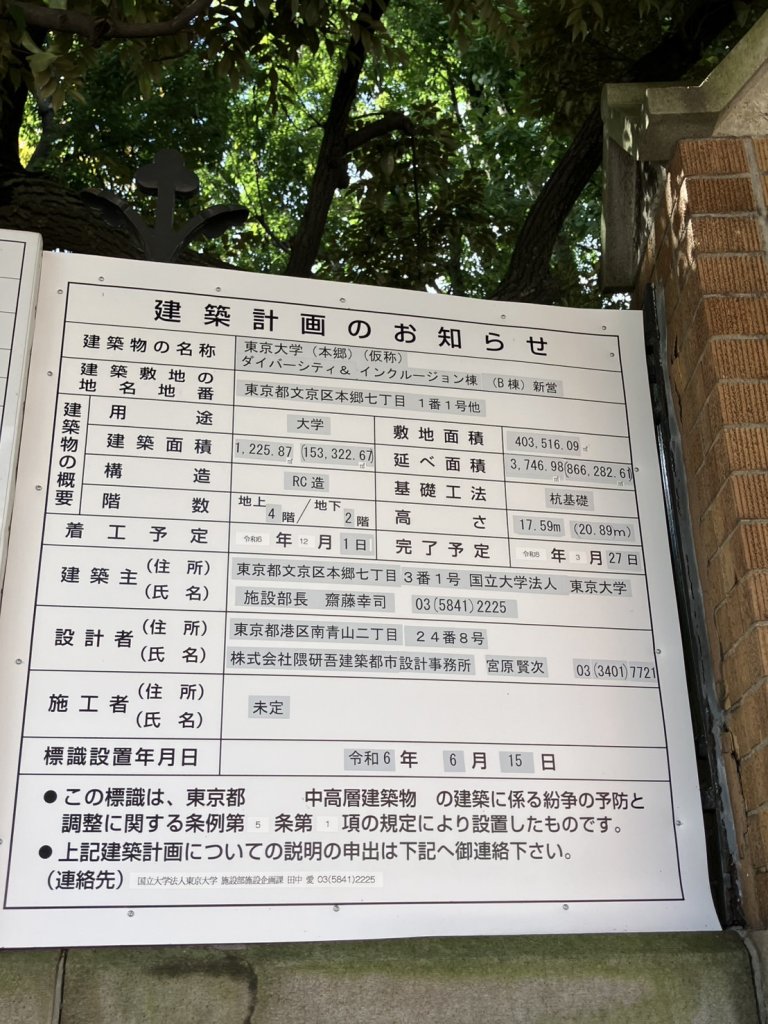 建築計画のお知らせ
建築物の名称 東京大学(本郷)(仮称)
ダイバーシティ& インクルージョン棟 (B棟)新営
建築敷地の
地名地番 東京都文京区本郷七丁目 1番1号他
建築物の概要
用途 大学 敷地面積 403,516.09㎡
建築面積 1,225.87㎡ (153,322.67) 延べ面積 3,746.98㎡(866,282.61)㎡
構造 RC造 基礎工法 杭基礎
階数 地上4階/地下2階 高さ 17.59m (20.89m)
着工予定 令和6年12月1日 完了予定 令和8年3月27日
建築主 (住所) 東京都文京区本郷七丁目3番1号 国立大学法人 東京大学
(氏名) 施設部長 齋藤幸司 03(5841)2225
設計者 (住所) 東京都港区南青山二丁目 24番8号
(氏名) 株式会社隈研吾建築都市設計事務所 宮原賢次 03(3401)7721
施工者 (住所)
(氏名) 未定
標識設置年月日 令和6年 6月15日
●この標識は、東京都 中高層建築物 の建築に係る紛争の予防と
調整に関する条例第5条第1項の規定により設置したものです。
●上記建築計画についての説明の申出は下記へ御連絡下さい。
(連絡先) 国立大学法人東京大学 施設部施設企画課 田中 愛 03(5841)2225